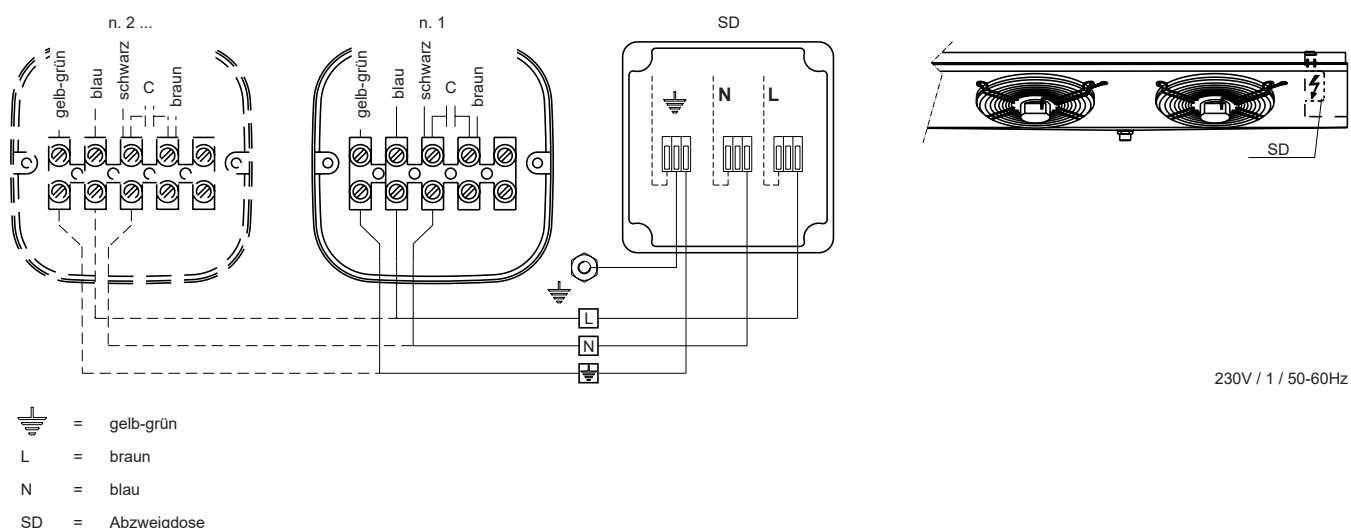 n. 2 ...
n. 1
SD
gelb-grün
blau
schwarz
C
braun
gelb-grün
blau
schwarz
C
braun
N
L
SD
L
N
230V / 1 / 50-60Hz
= gelb-grün
L = braun
N = blau
SD = Abzweigdose